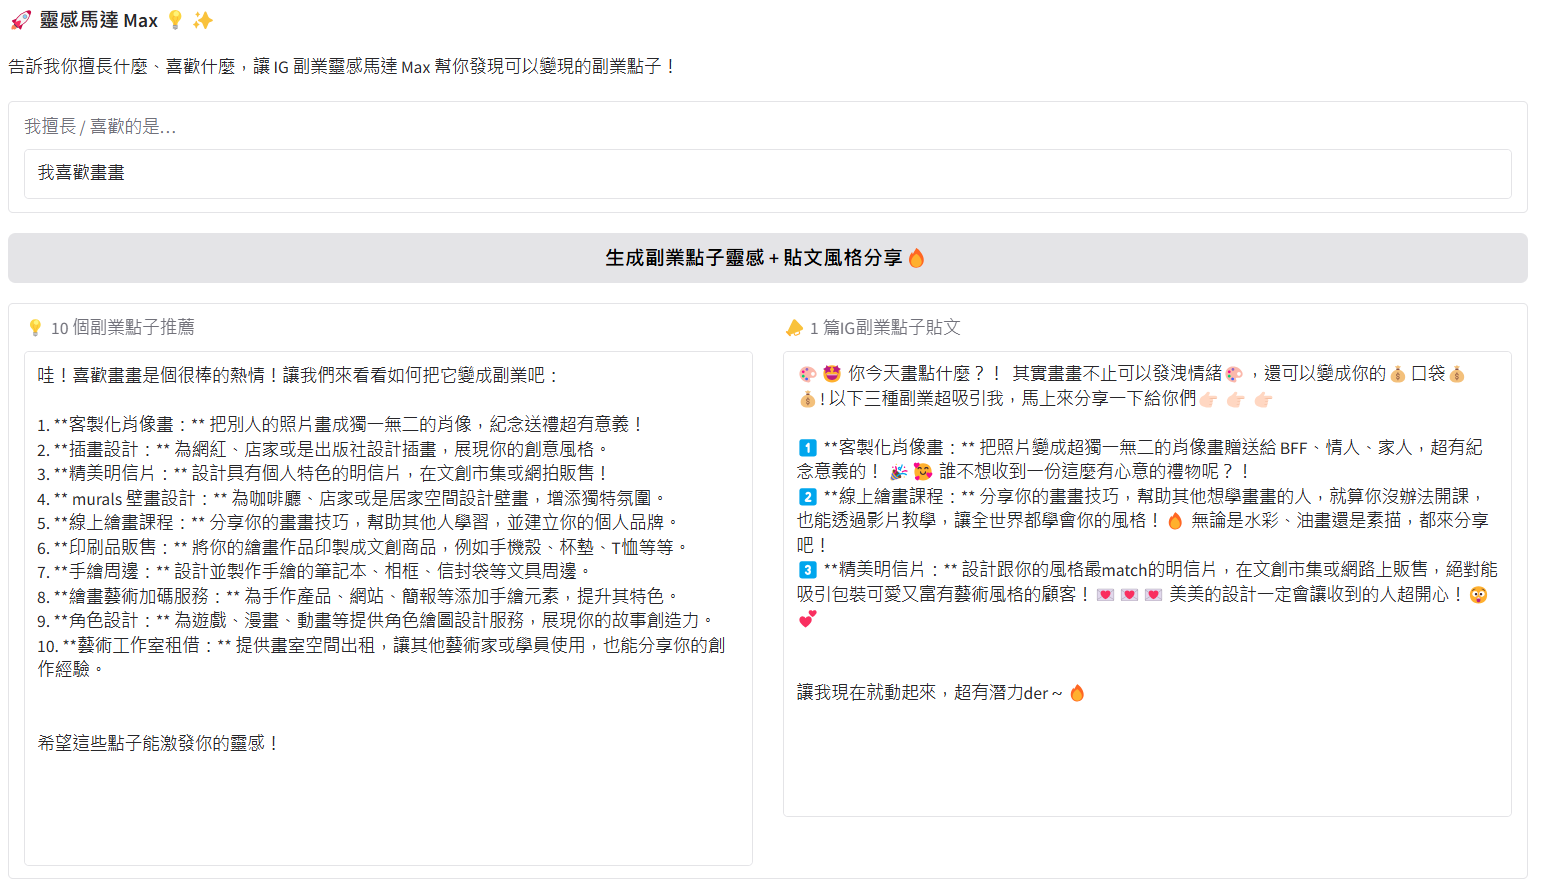 🚀 靈感馬達 Max 💡 ✨
告訴我你擅長什麼、喜歡什麼，讓 IG 副業靈感馬達 Max 幫你發現可以變現的副業點子！
我擅長 / 喜歡的是…
我喜歡畫畫
生成副業點子靈感 + 貼文風格分享 🔥
💡 10 個副業點子推薦
哇！喜歡畫畫是個很棒的熱情！讓我們來看看如何把它變成副業吧：
1. **客製化肖像畫：** 把別人的照片畫成獨一無二的肖像，紀念送禮超有意義！
2. **插畫設計：** 為網紅、店家或是出版社設計插畫，展現你的創意風格。
3. **精美明信片：** 設計具有個人特色的明信片，在文創市集或網拍販售！
4. ** murals 壁畫設計：** 為咖啡廳、店家或是居家空間設計壁畫，增添獨特氛圍。
5. **線上繪畫課程：** 分享你的畫畫技巧，幫助其他人學習，並建立你的個人品牌。
6. **印刷品販售：** 將你的繪畫作品印製成文創商品，例如手機殼、杯墊、T恤等等。
7. **手繪周邊：** 設計並製作手繪的筆記本、相框、信封袋等文具周邊。
8. **繪畫藝術加碼服務：** 為手作產品、網站、簡報等添加手繪元素，提升其特色。
9. **角色設計：** 為遊戲、漫畫、動畫等提供角色繪圖設計服務，展現你的故事創造力。
10. **藝術工作室租借：** 提供畫室空間出租，讓其他藝術家或學員使用，也能分享你的創
作經驗。
希望這些點子能激發你的靈感！
📣 1 篇IG副業點子貼文
🎨 🤩 你今天畫點什麼？！ 其實畫畫不止可以發洩情緒🎨，還可以變成你的💰口袋💰
💰! 以下三種副業超吸引我，馬上來分享一下給你們👉🏻 👉🏻 👉🏻
1️⃣ **客製化肖像畫：** 把照片變成超獨一無二的肖像畫贈送給 BFF、情人、家人，超有紀
念意義的！ 🎉 🥰 誰不想收到一份這麼有心意的禮物呢？！
2️⃣ **線上繪畫課程：** 分享你的畫畫技巧，幫助其他想學畫畫的人，就算你沒辦法開課，
也能透過影片教學，讓全世界都學會你的風格！🔥 無論是水彩、油畫還是素描，都來分享
吧！
3️⃣ **精美明信片：** 設計跟你的風格最match的明信片，在文創市集或網路上販售，絕對能
吸引包裝可愛又富有藝術風格的顧客！💌 💌 💌 美美的設計一定會讓收到的人超開心！😲
💕
讓我現在就動起來，超有潛力der ~ 🔥